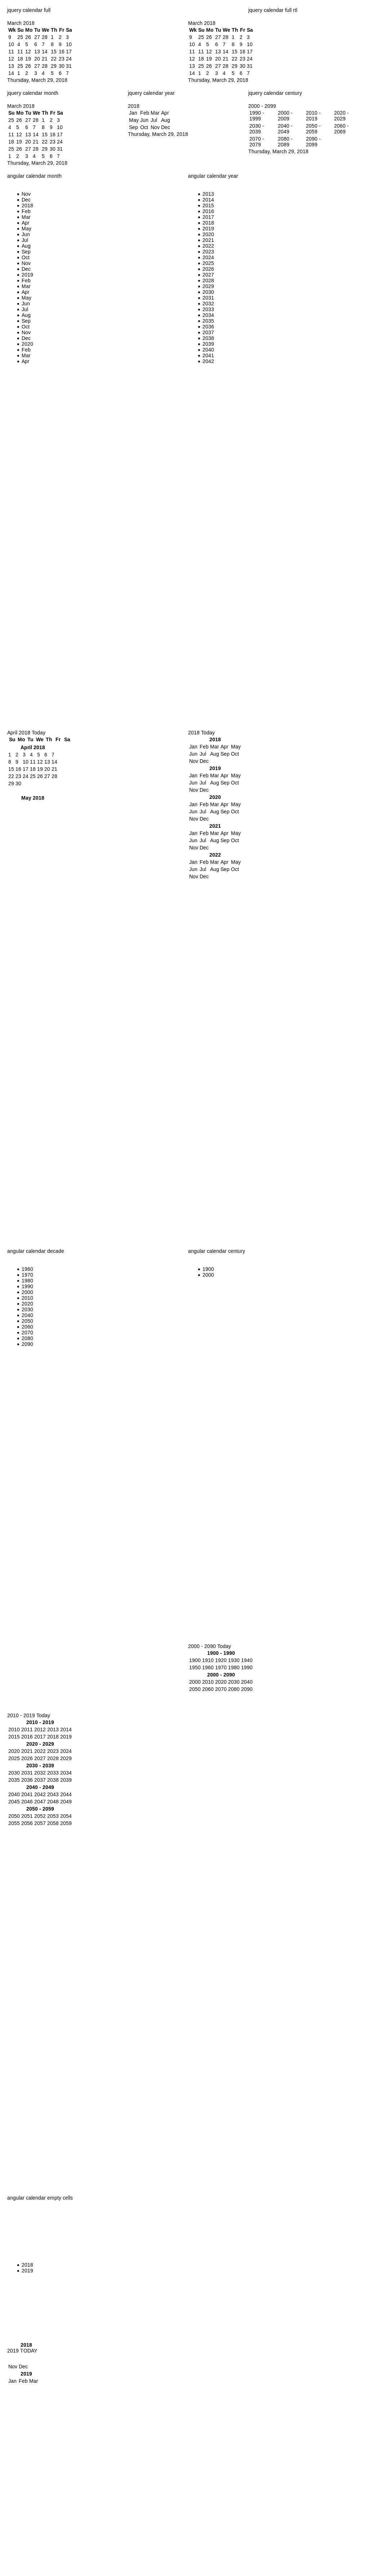 jquery calendar full
March 2018
Wk Su Mo Tu We Th Fr Sa
9 25 26 27 28 1 2 3
10 4 5 6 7 8 9 10
11 11 12 13 14 15 16 17
12 18 19 20 21 22 23 24
13 25 26 27 28 29 30 31
14 1 2 3 4 5 6 7
Thursday, March 29, 2018
jquery calendar full rtl
March 2018
Wk Su Mo Tu We Th Fr Sa
9 25 26 27 28 1 2 3
10 4 5 6 7 8 9 10
11 11 12 13 14 15 16 17
12 18 19 20 21 22 23 24
13 25 26 27 28 29 30 31
14 1 2 3 4 5 6 7
Thursday, March 29, 2018
jquery calendar month
March 2018
Su Mo Tu We Th Fr Sa
25 26 27 28 1 2 3
4 5 6 7 8 9 10
11 12 13 14 15 16 17
18 19 20 21 22 23 24
25 26 27 28 29 30 31
1 2 3 4 5 6 7
Thursday, March 29, 2018
jquery calendar year
2018
Jan Feb Mar Apr
May Jun Jul Aug
Sep Oct Nov Dec
Thursday, March 29, 2018
jquery calendar century
2000 - 2099
1990 - 1999 2000 - 2009 2010 - 2019 2020 - 2029
2030 - 2039 2040 - 2049 2050 - 2059 2060 - 2069
2070 - 2079 2080 - 2089 2090 - 2099
Thursday, March 29, 2018
angular calendar month
Nov
Dec
2018
Feb
Mar
Apr
May
Jun
Jul
Aug
Sep
Oct
Nov
Dec
2019
Feb
Mar
Apr
May
Jun
Jul
Aug
Sep
Oct
Nov
Dec
2020
Feb
Mar
Apr
angular calendar year
2013
2014
2015
2016
2017
2018
2019
2020
2021
2022
2023
2024
2025
2026
2027
2028
2029
2030
2031
2032
2033
2034
2035
2036
2037
2038
2039
2040
2041
2042
April 2018 Today
Su Mo Tu We Th Fr Sa
April 2018
1 2 3 4 5 6 7
8 9 10 11 12 13 14
15 16 17 18 19 20 21
22 23 24 25 26 27 28
29 30
May 2018
2018 Today
2018
Jan Feb Mar Apr May
Jun Jul Aug Sep Oct
Nov Dec
2019
Jan Feb Mar Apr May
Jun Jul Aug Sep Oct
Nov Dec
2020
Jan Feb Mar Apr May
Jun Jul Aug Sep Oct
Nov Dec
2021
Jan Feb Mar Apr May
Jun Jul Aug Sep Oct
Nov Dec
2022
Jan Feb Mar Apr May
Jun Jul Aug Sep Oct
Nov Dec
angular calendar decade
1960
1970
1980
1990
2000
2010
2020
2030
2040
2050
2060
2070
2080
2090
angular calendar century
1900
2000
2000 - 2090 Today
1900 - 1990
1900 1910 1920 1930 1940
1950 1960 1970 1980 1990
2000 - 2090
2000 2010 2020 2030 2040
2050 2060 2070 2080 2090
2010 - 2019 Today
2010 - 2019
2010 2011 2012 2013 2014
2015 2016 2017 2018 2019
2020 - 2029
2020 2021 2022 2023 2024
2025 2026 2027 2028 2029
2030 - 2039
2030 2031 2032 2033 2034
2035 2036 2037 2038 2039
2040 - 2049
2040 2041 2042 2043 2044
2045 2046 2047 2048 2049
2050 - 2059
2050 2051 2052 2053 2054
2055 2056 2057 2058 2059
angular calendar empty cells
2018
2019
2018
2019 TODAY
Nov Dec
2019
Jan Feb Mar